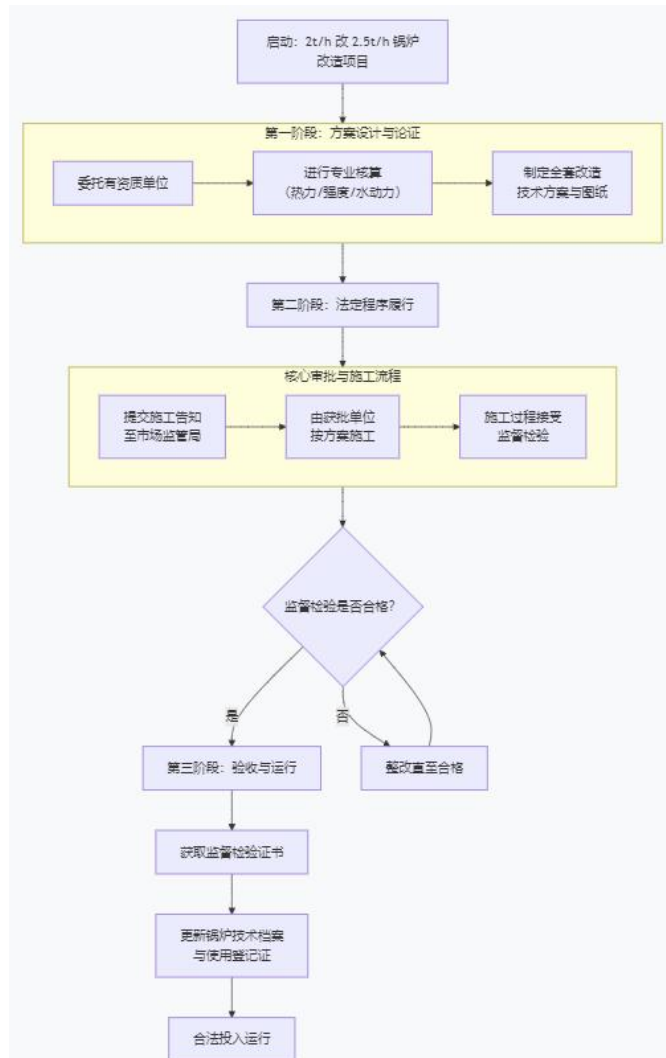 启动：2t/h 改 2.5t/h 锅炉
改造项目
第一阶段：方案设计与论证
委托有资质单位
进行专业核算
（热力/强度/水动力）
制定全套改造
技术方案与图纸
第二阶段：法定程序履行
核心审批与施工流程
提交施工告知
至市场监管局
由获批单位
按方案施工
施工过程接受
监督检验
监督检验是否合格？
是
否
第三阶段：验收与运行
整改直至合格
获取监督检验证书
更新锅炉技术档案
与使用登记证
合法投入运行